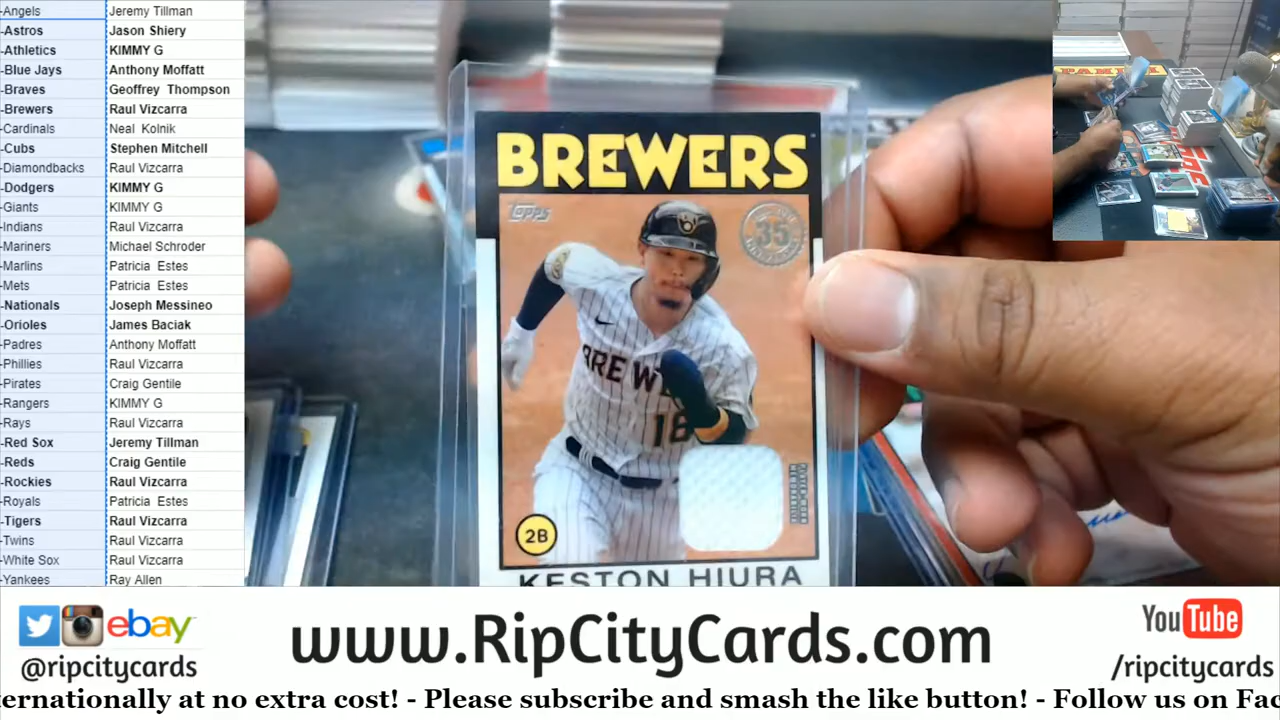 -Angels Jeremy Tillman
-Astros Jason Shiery
-Athletics KIMMY G
-Blue Jays Anthony Moffatt
-Braves Geoffrey Thompson
-Brewers Raul Vizcarra
-Cardinals Neal Kolnik
-Cubs Stephen Mitchell
-Diamondbacks Raul Vizcarra
-Dodgers KIMMY G
-Giants KIMMY G
-Indians Raul Vizcarra
-Mariners Michael Schroder
-Marlins Patricia Estes
-Mets Patricia Estes
-Nationals Joseph Messineo
-Orioles James Baciak
-Padres Anthony Moffatt
-Phillies Raul Vizcarra
-Pirates Craig Gentile
-Rangers KIMMY G
-Rays Raul Vizcarra
-Red Sox Jeremy Tillman
-Reds Craig Gentile
-Rockies Raul Vizcarra
-Royals Patricia Estes
-Tigers Raul Vizcarra
-Twins Raul Vizcarra
-White Sox Raul Vizcarra
-Yankees Ray Allen
BREWERS
Topps
35
BREW
18
2B
KESTON HIURA
PANINI
ebay
@ripcitycards
www.RipCityCards.com
YouTube
/ripcitycards
ternationally at no extra cost! - Please subscribe and smash the like button! - Follow us on Fac